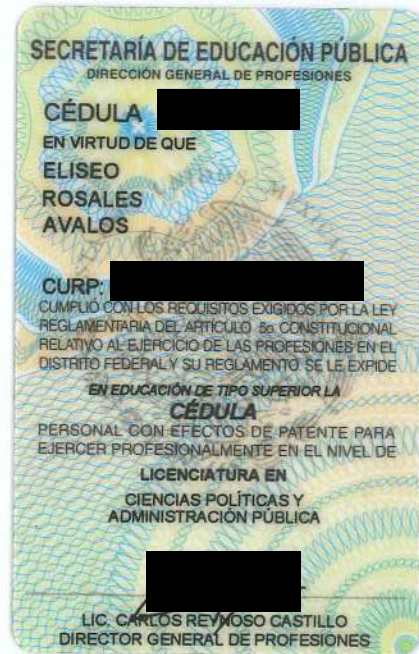 SECRETARÍA DE EDUCACIÓN PÚBLICA
DIRECCIÓN GENERAL DE PROFESIONES
CÉDULA
EN VIRTUD DE QUE
ELISEO
ROSALES
AVALOS
CURP:
CUMPLIÓ CON LOS REQUISITOS EXIGIDOS POR LA LEY
REGLAMENTARIA DEL ARTÍCULO 5o CONSTITUCIONAL
RELATIVO AL EJERCICIO DE LAS PROFESIONES EN EL
DISTRITO FEDERAL Y SU REGLAMENTO SE LE EXPIDE
EN EDUCACIÓN DE TIPO SUPERIOR LA
CÉDULA
PERSONAL CON EFECTOS DE PATENTE PARA
EJERCER PROFESIONALMENTE EN EL NIVEL DE
LICENCIATURA EN
CIENCIAS POLÍTICAS Y
ADMINISTRACIÓN PÚBLICA
LIC. CARLOS REYNOSO CASTILLO
DIRECTOR GENERAL DE PROFESIONES